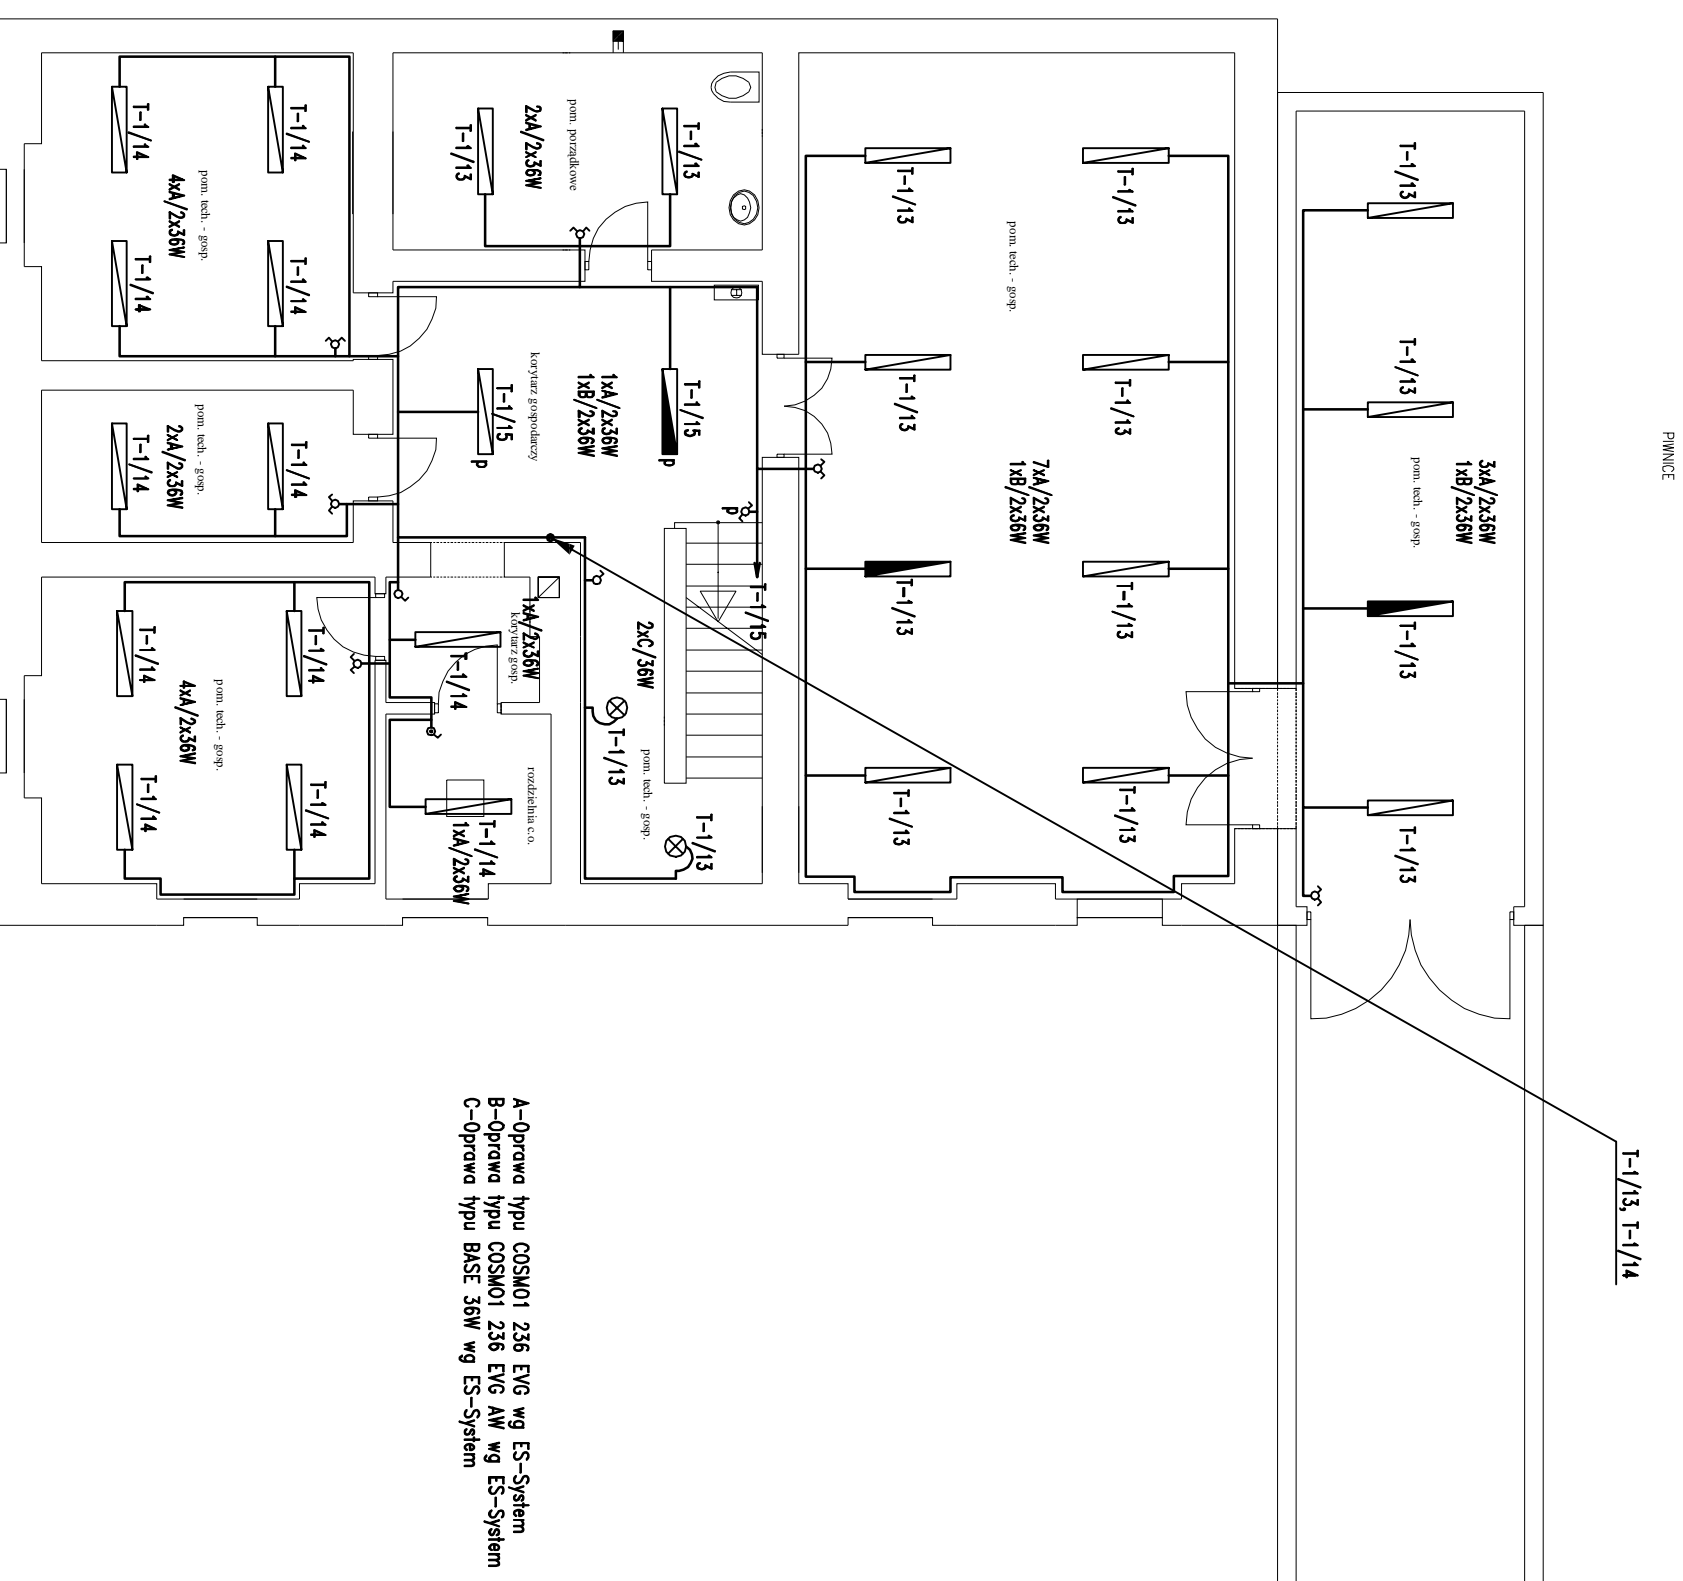 PIWNICE
T-1/13
T-1/13
T-1/13
T-1/13
3xA/2x36W
1xB/2x36W
pom. tech. - gosp.
T-1/13, T-1/14
T-1/13
T-1/13
T-1/13
T-1/13
7xA/2x36W
1xB/2x36W
pom. tech. - gosp.
T-1/13
T-1/13
T-1/13
T-1/13
T-1/13
pom. porządkowe
2xA/2x36W
T-1/13
T-1/15
p
1xA/2x36W
1xB/2x36W
korytarz gospodarczy
T-1/15
p
p
T-1/15
2xC/36W
T-1/13
pom. tech. - gosp.
T-1/13
1xA/2x36W
korytarz gosp.
T-1/14
rozdzielnia c.o.
T-1/14
1xA/2x36W
T-1/14
T-1/14
pom. tech. - gosp.
4xA/2x36W
T-1/14
T-1/14
T-1/14
pom. tech. - gosp.
2xA/2x36W
T-1/14
T-1/14
T-1/14
pom. tech. - gosp.
4xA/2x36W
T-1/14
T-1/14
A-Oprawa typu COSMO1 236 EVG wg ES-System
B-Oprawa typu COSMO1 236 EVG AW wg ES-System
C-Oprawa typu BASE 36W wg ES-System